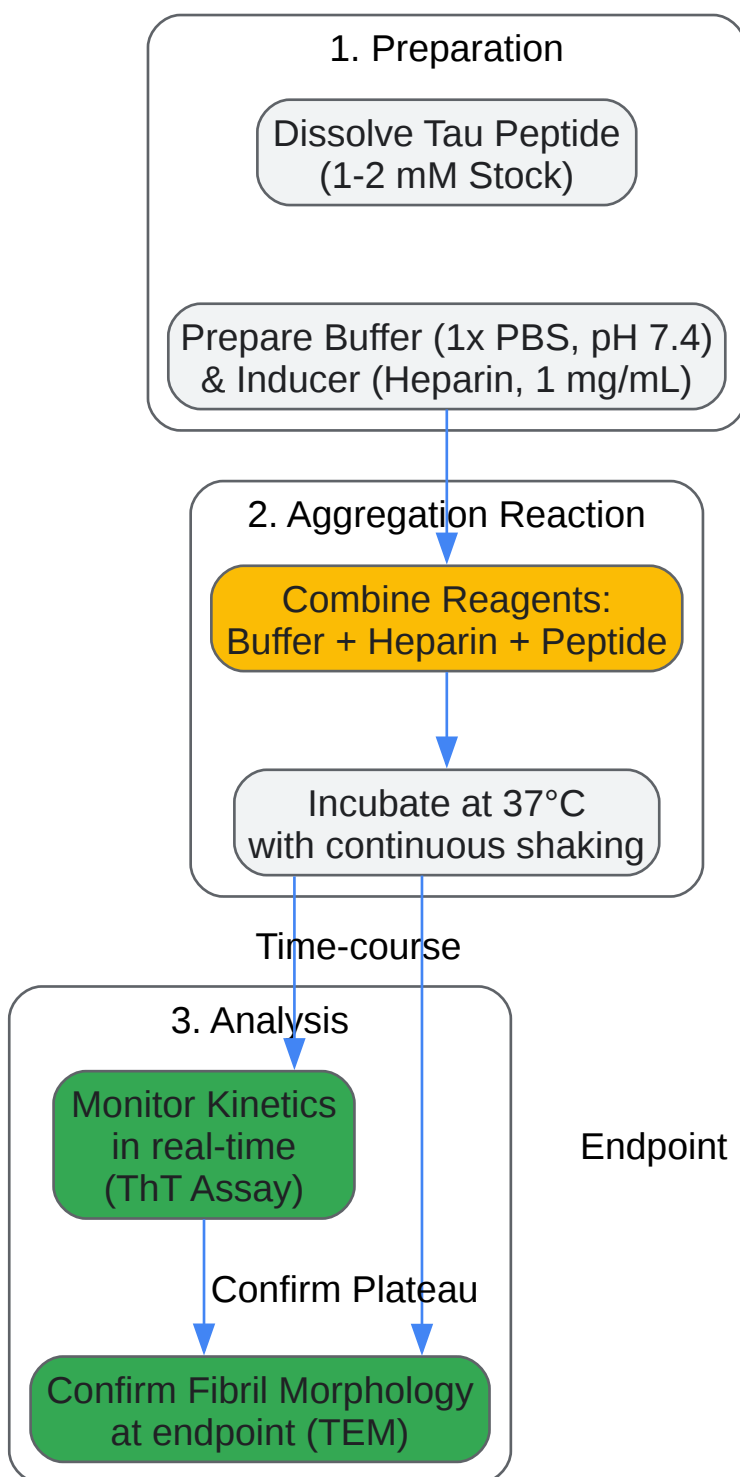 1. Preparation
Dissolve Tau Peptide
(1-2 mM Stock)
Prepare Buffer (1x PBS, pH 7.4)
& Inducer (Heparin, 1 mg/mL)
2. Aggregation Reaction
Combine Reagents:
Buffer + Heparin + Peptide
Incubate at 37°C
with continuous shaking
Time-course
3. Analysis
Monitor Kinetics
in real-time
(ThT Assay)
Endpoint
Confirm Plateau
Confirm Fibril Morphology
at endpoint (TEM)